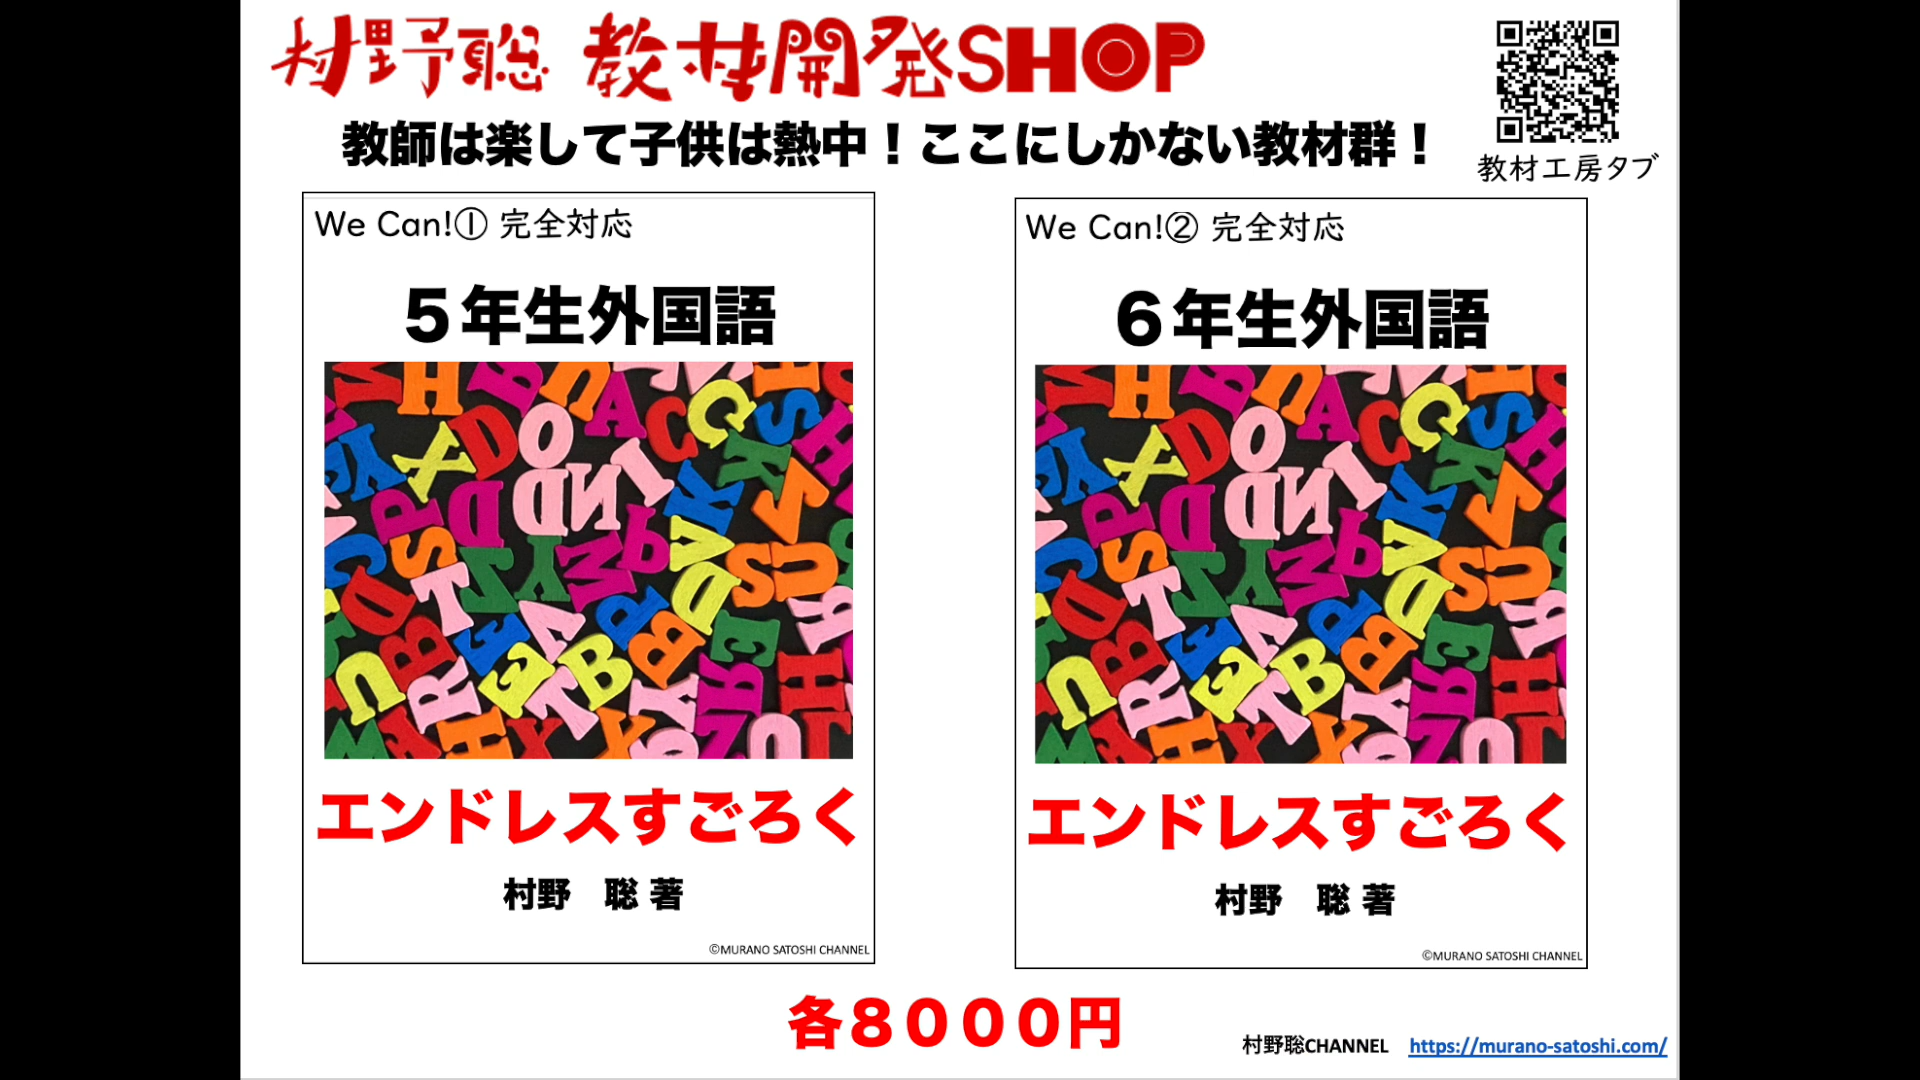 村野聡 教材開発SHOP
教師は楽して子供は熱中！ここにしかない教材群！
教材工房タブ
We Can!① 完全対応
５年生外国語
エンドレスすごろく
村野　聡 著
©MURANO SATOSHI CHANNEL
We Can!② 完全対応
６年生外国語
エンドレスすごろく
村野　聡 著
©MURANO SATOSHI CHANNEL
各８０００円
村野聡CHANNEL https://murano-satoshi.com/